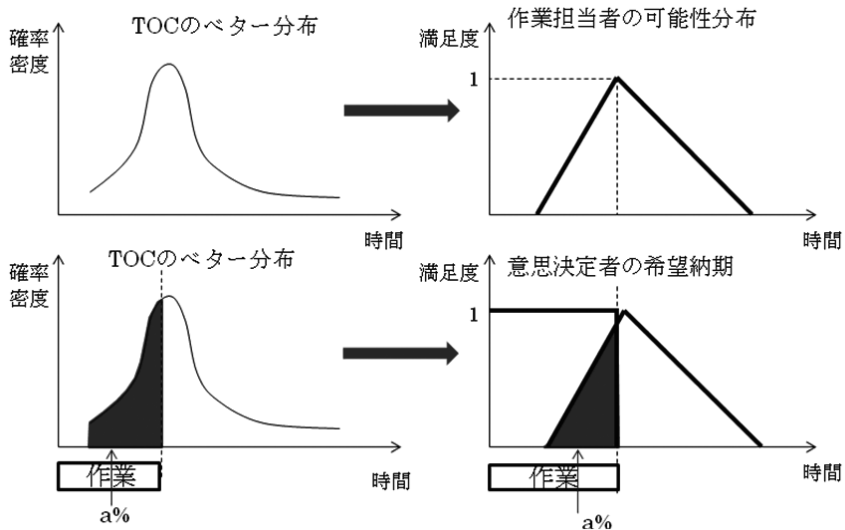 TOCのベター分布
確率
密度
時間
作業担当者の可能性分布
満足度
1
時間
TOCのベター分布
確率
密度
作業
時間
a%
意思決定者の希望納期
満足度
1
作業
時間
a%